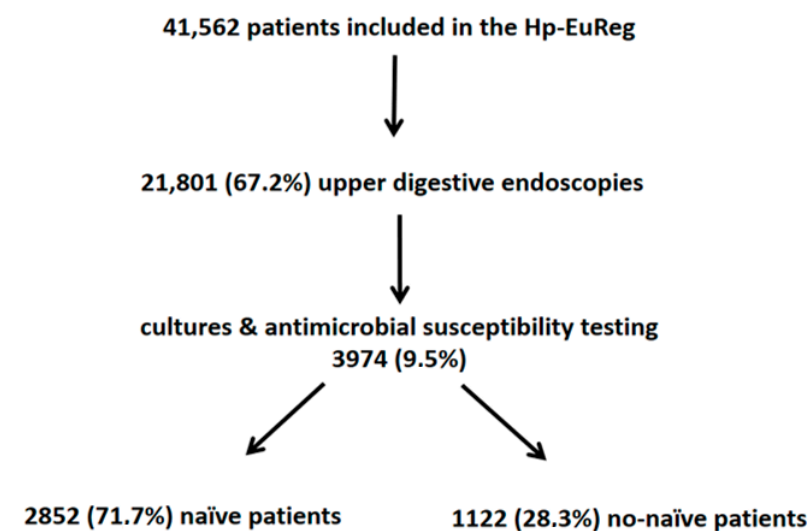 41,562 patients included in the Hp-EuReg
21,801 (67.2%) upper digestive endoscopies
cultures & antimicrobial susceptibility testing
3974 (9.5%)
2852 (71.7%) naïve patients
1122 (28.3%) no-naïve patients